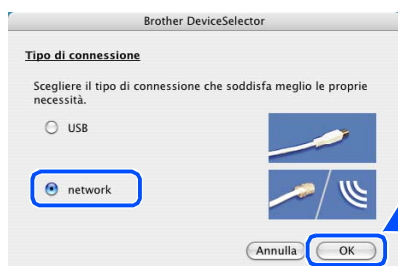 Brother DeviceSelector
Tipo di connessione
Scegliere il tipo di connessione che soddisfa meglio le proprie
necessità.
USB
network
Annulla OK